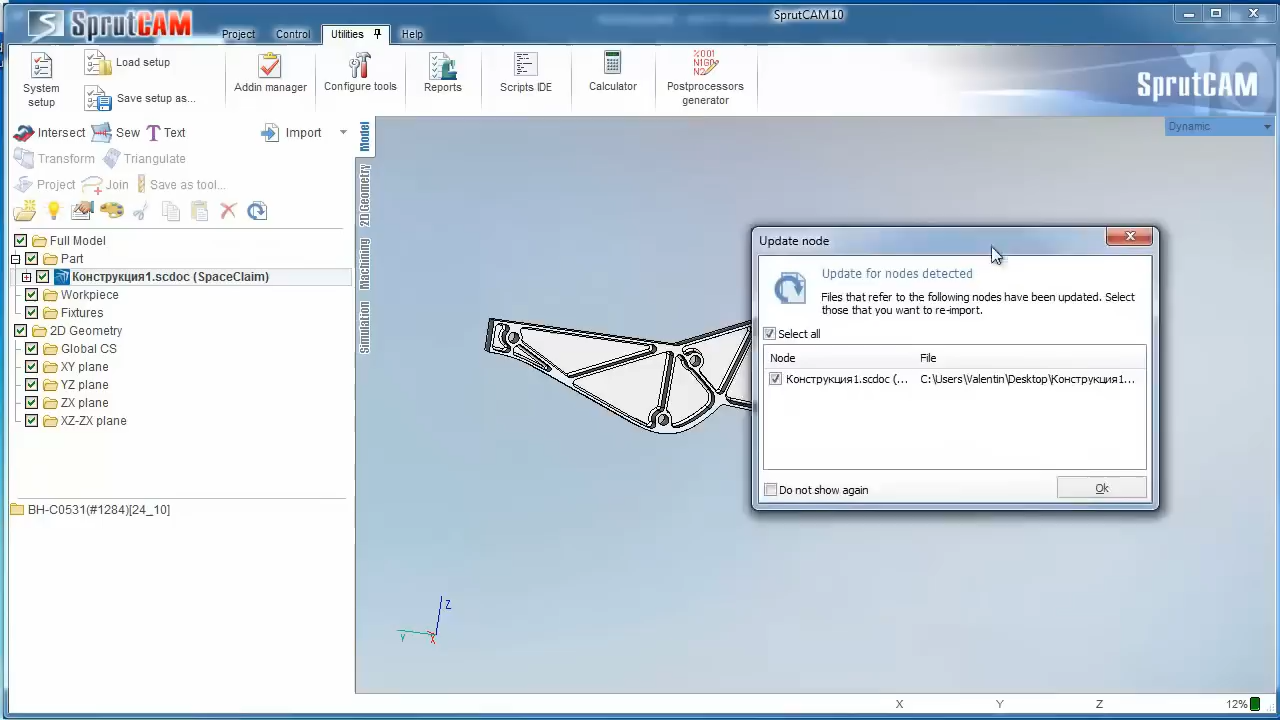 SprutCAM
SprutCAM 10
Project
Control
Utilities
Help
System setup
Load setup
Save setup as...
Addin manager
Configure tools
Reports
Scripts IDE
Calculator
%001
Postprocessors generator
SprutCAM
Intersect
Sew
Text
Import
Transform
Triangulate
Project
Join
Save as tool...
Model
2D Geometry
Machining
Simulation
Dynamic
Full Model
Part
Конструкция1.scdoc (SpaceClaim)
Workpiece
Fixtures
2D Geometry
Global CS
XY plane
YZ plane
ZX plane
XZ-ZX plane
BH-C0531(#1284)[24_10]
Update node
Update for nodes detected
Files that refer to the following nodes have been updated. Select
those that you want to re-import.
Select all
Node
File
Конструкция1.scdoc (...
C:\Users\Valentin\Desktop\Конструкция1...
Do not show again
Ok
Z
Y
X
X
Y
Z
12%